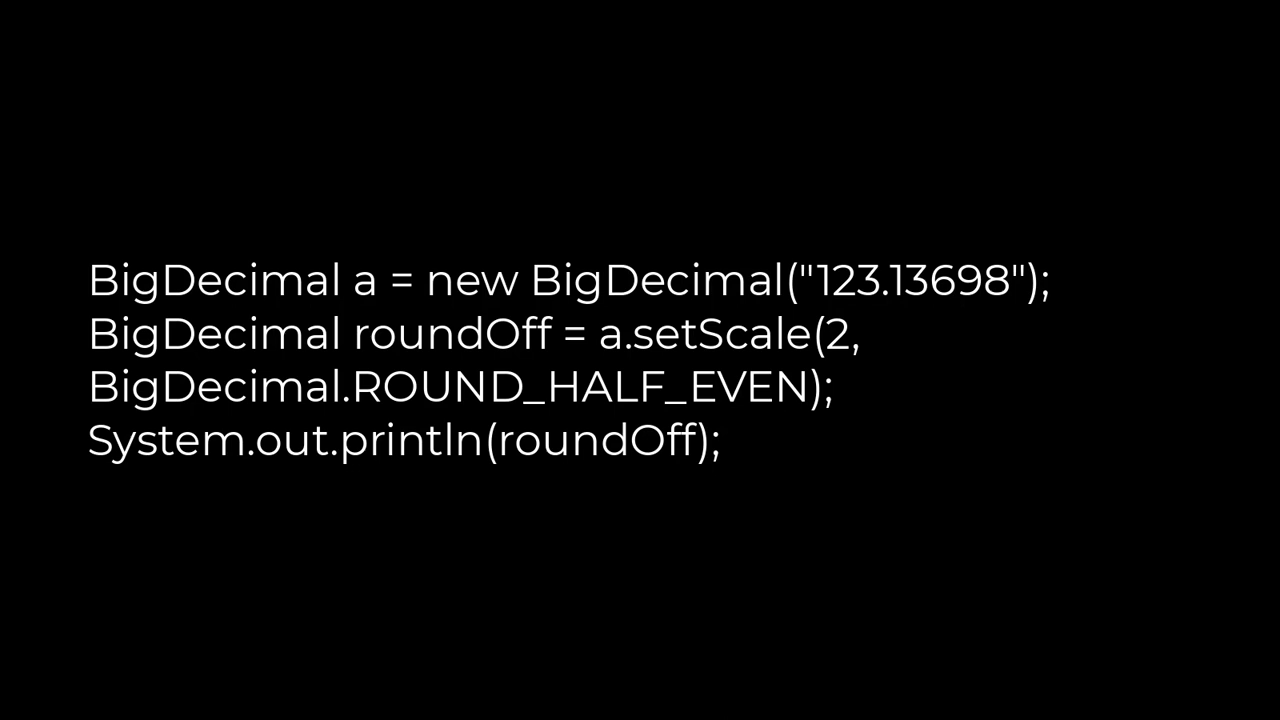 BigDecimal a = new BigDecimal("123.13698");
BigDecimal roundOff = a.setScale(2,
BigDecimal.ROUND_HALF_EVEN);
System.out.println(roundOff);